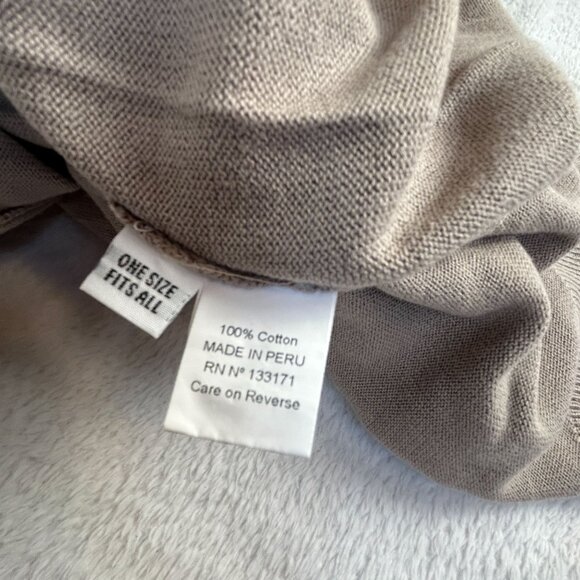 ONE SIZE
FITS ALL
100% Cotton
MADE IN PERU
RN Nº 133171
Care on Reverse